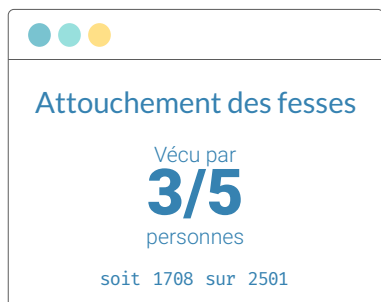 Attouchement des fesses
Vécu par
3/5
personnes
soit 1708 sur 2501